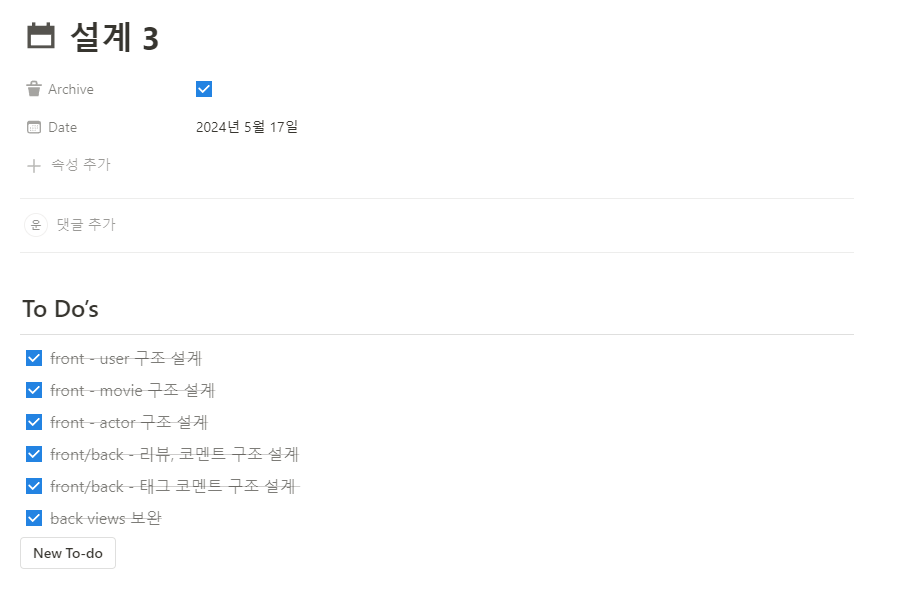 설계 3
Archive
Date 2024년 5월 17일
속성 추가
운 댓글 추가
To Do’s
front - user 구조 설계
front - movie 구조 설계
front - actor 구조 설계
front/back - 리뷰, 코멘트 구조 설계
front/back - 태그 코멘트 구조 설계
back views 보완
New To-do